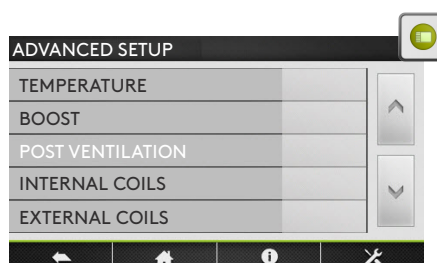 ADVANCED SETUP
TEMPERATURE
BOOST
POST VENTILATION
INTERNAL COILS
EXTERNAL COILS